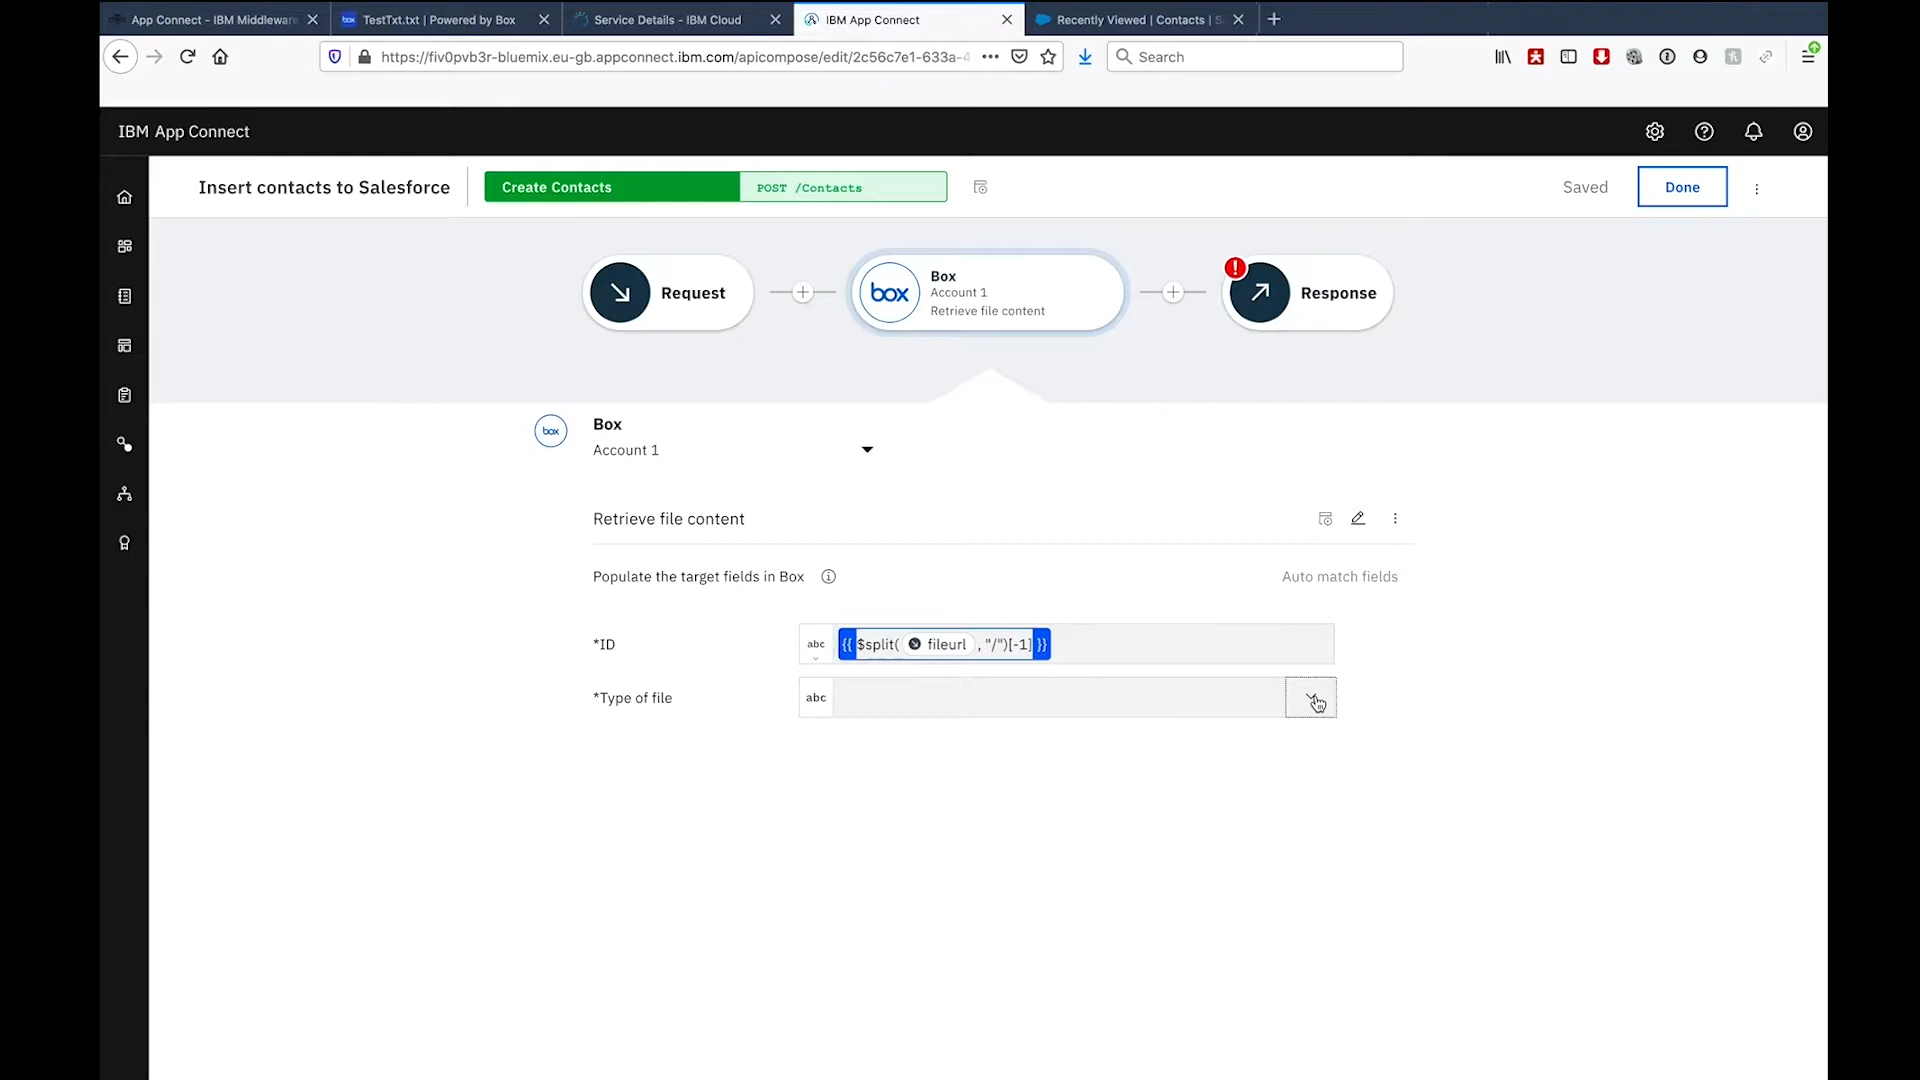 App Connect - IBM Middleware
TestTxt.txt | Powered by Box
Service Details - IBM Cloud
IBM App Connect
Recently Viewed | Contacts | S
https://fiv0pvb3r-bluemix.eu-gb.appconnect.ibm.com/apicompose/edit/2c56c7e1-633a-4
Search
IBM App Connect
Insert contacts to Salesforce
Create Contacts
POST /Contacts
Saved
Done
Request
box
Box
Account 1
Retrieve file content
Response
box
Box
Account 1
Retrieve file content
Populate the target fields in Box
Auto match fields
*ID
abc
{{ $split( fileurl , "/")[-1] }}
*Type of file
abc